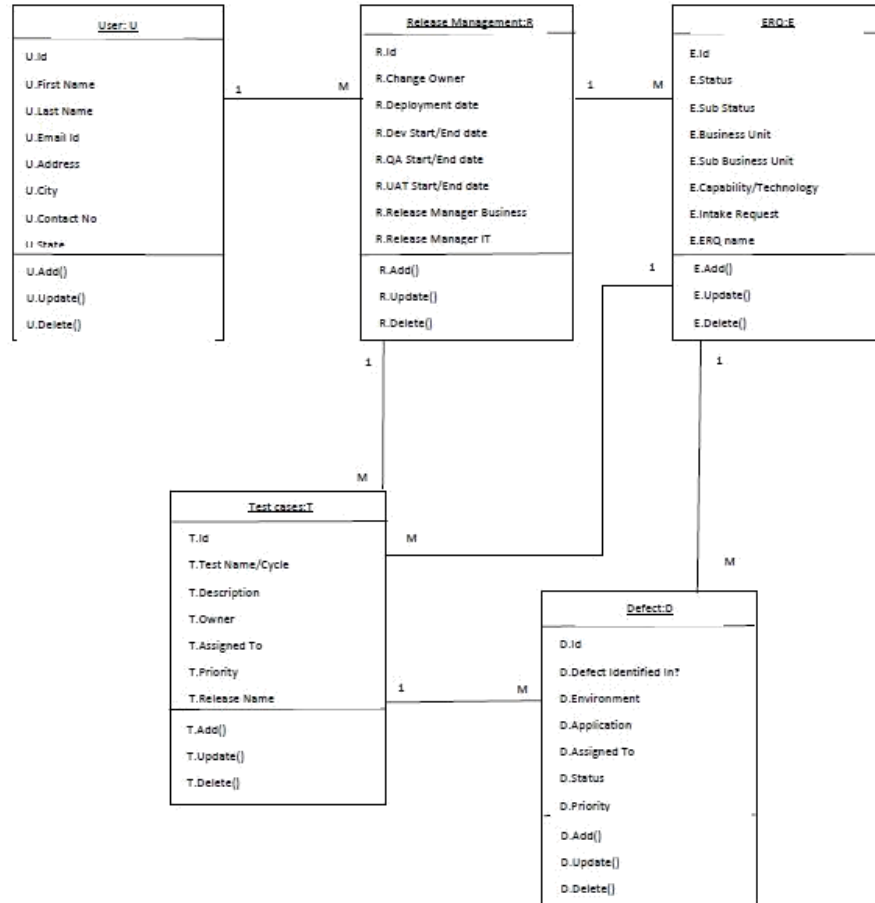 User: U
U.Id
U.First Name
U.Last Name
U.Email Id
U.Address
U.City
U.Contact No
U.State
U.Add()
U.Update()
U.Delete()
1
M
Release Management:R
R.Id
R.Change Owner
R.Deployment date
R.Dev Start/End date
R.QA Start/End date
R.UAT Start/End date
R.Release Manager Business
R.Release Manager IT
R.Add()
R.Update()
R.Delete()
1
M
ERQ:E
E.Id
E.Status
E.Sub Status
E.Business Unit
E.Sub Business Unit
E.Capability/Technology
E.Intake Request
E.ERQ name
E.Add()
E.Update()
E.Delete()
1
1
1
M
M
M
Test cases:T
T.Id
T.Test Name/Cycle
T.Description
T.Owner
T.Assigned To
T.Priority
T.Release Name
T.Add()
T.Update()
T.Delete()
1
M
Defect:D
D.Id
D.Defect Identified In?
D.Environment
D.Application
D.Assigned To
D.Status
D.Priority
D.Add()
D.Update()
D.Delete()